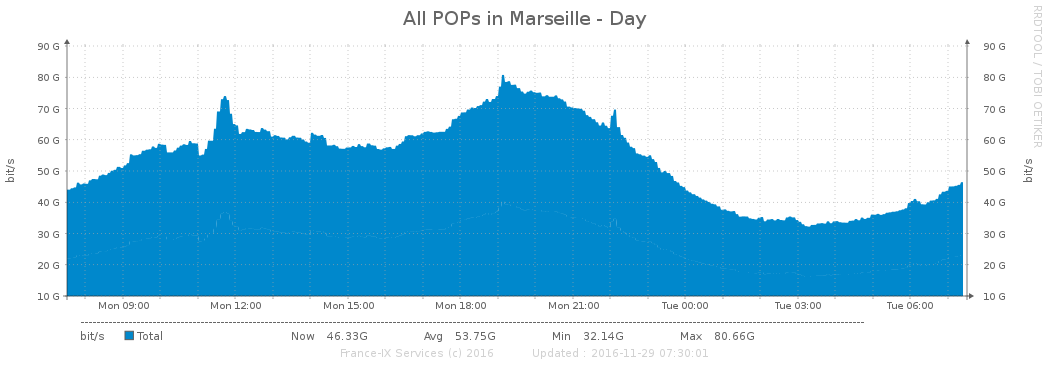 All POPs in Marseille - Day
RRDTOOL / TOBI OETIKER
90 G 90 G
80 G 80 G
70 G 70 G
60 G 60 G
50 G 50 G
40 G 40 G
30 G 30 G
20 G 20 G
10 G 10 G
bit/s bit/s
Mon 09:00 Mon 12:00 Mon 15:00 Mon 18:00 Mon 21:00 Tue 00:00 Tue 03:00 Tue 06:00
bit/s Total Now 46.33G Avg 53.75G Min 32.14G Max 80.66G
France-IX Services (c) 2016 Updated : 2016-11-29 07:30:01